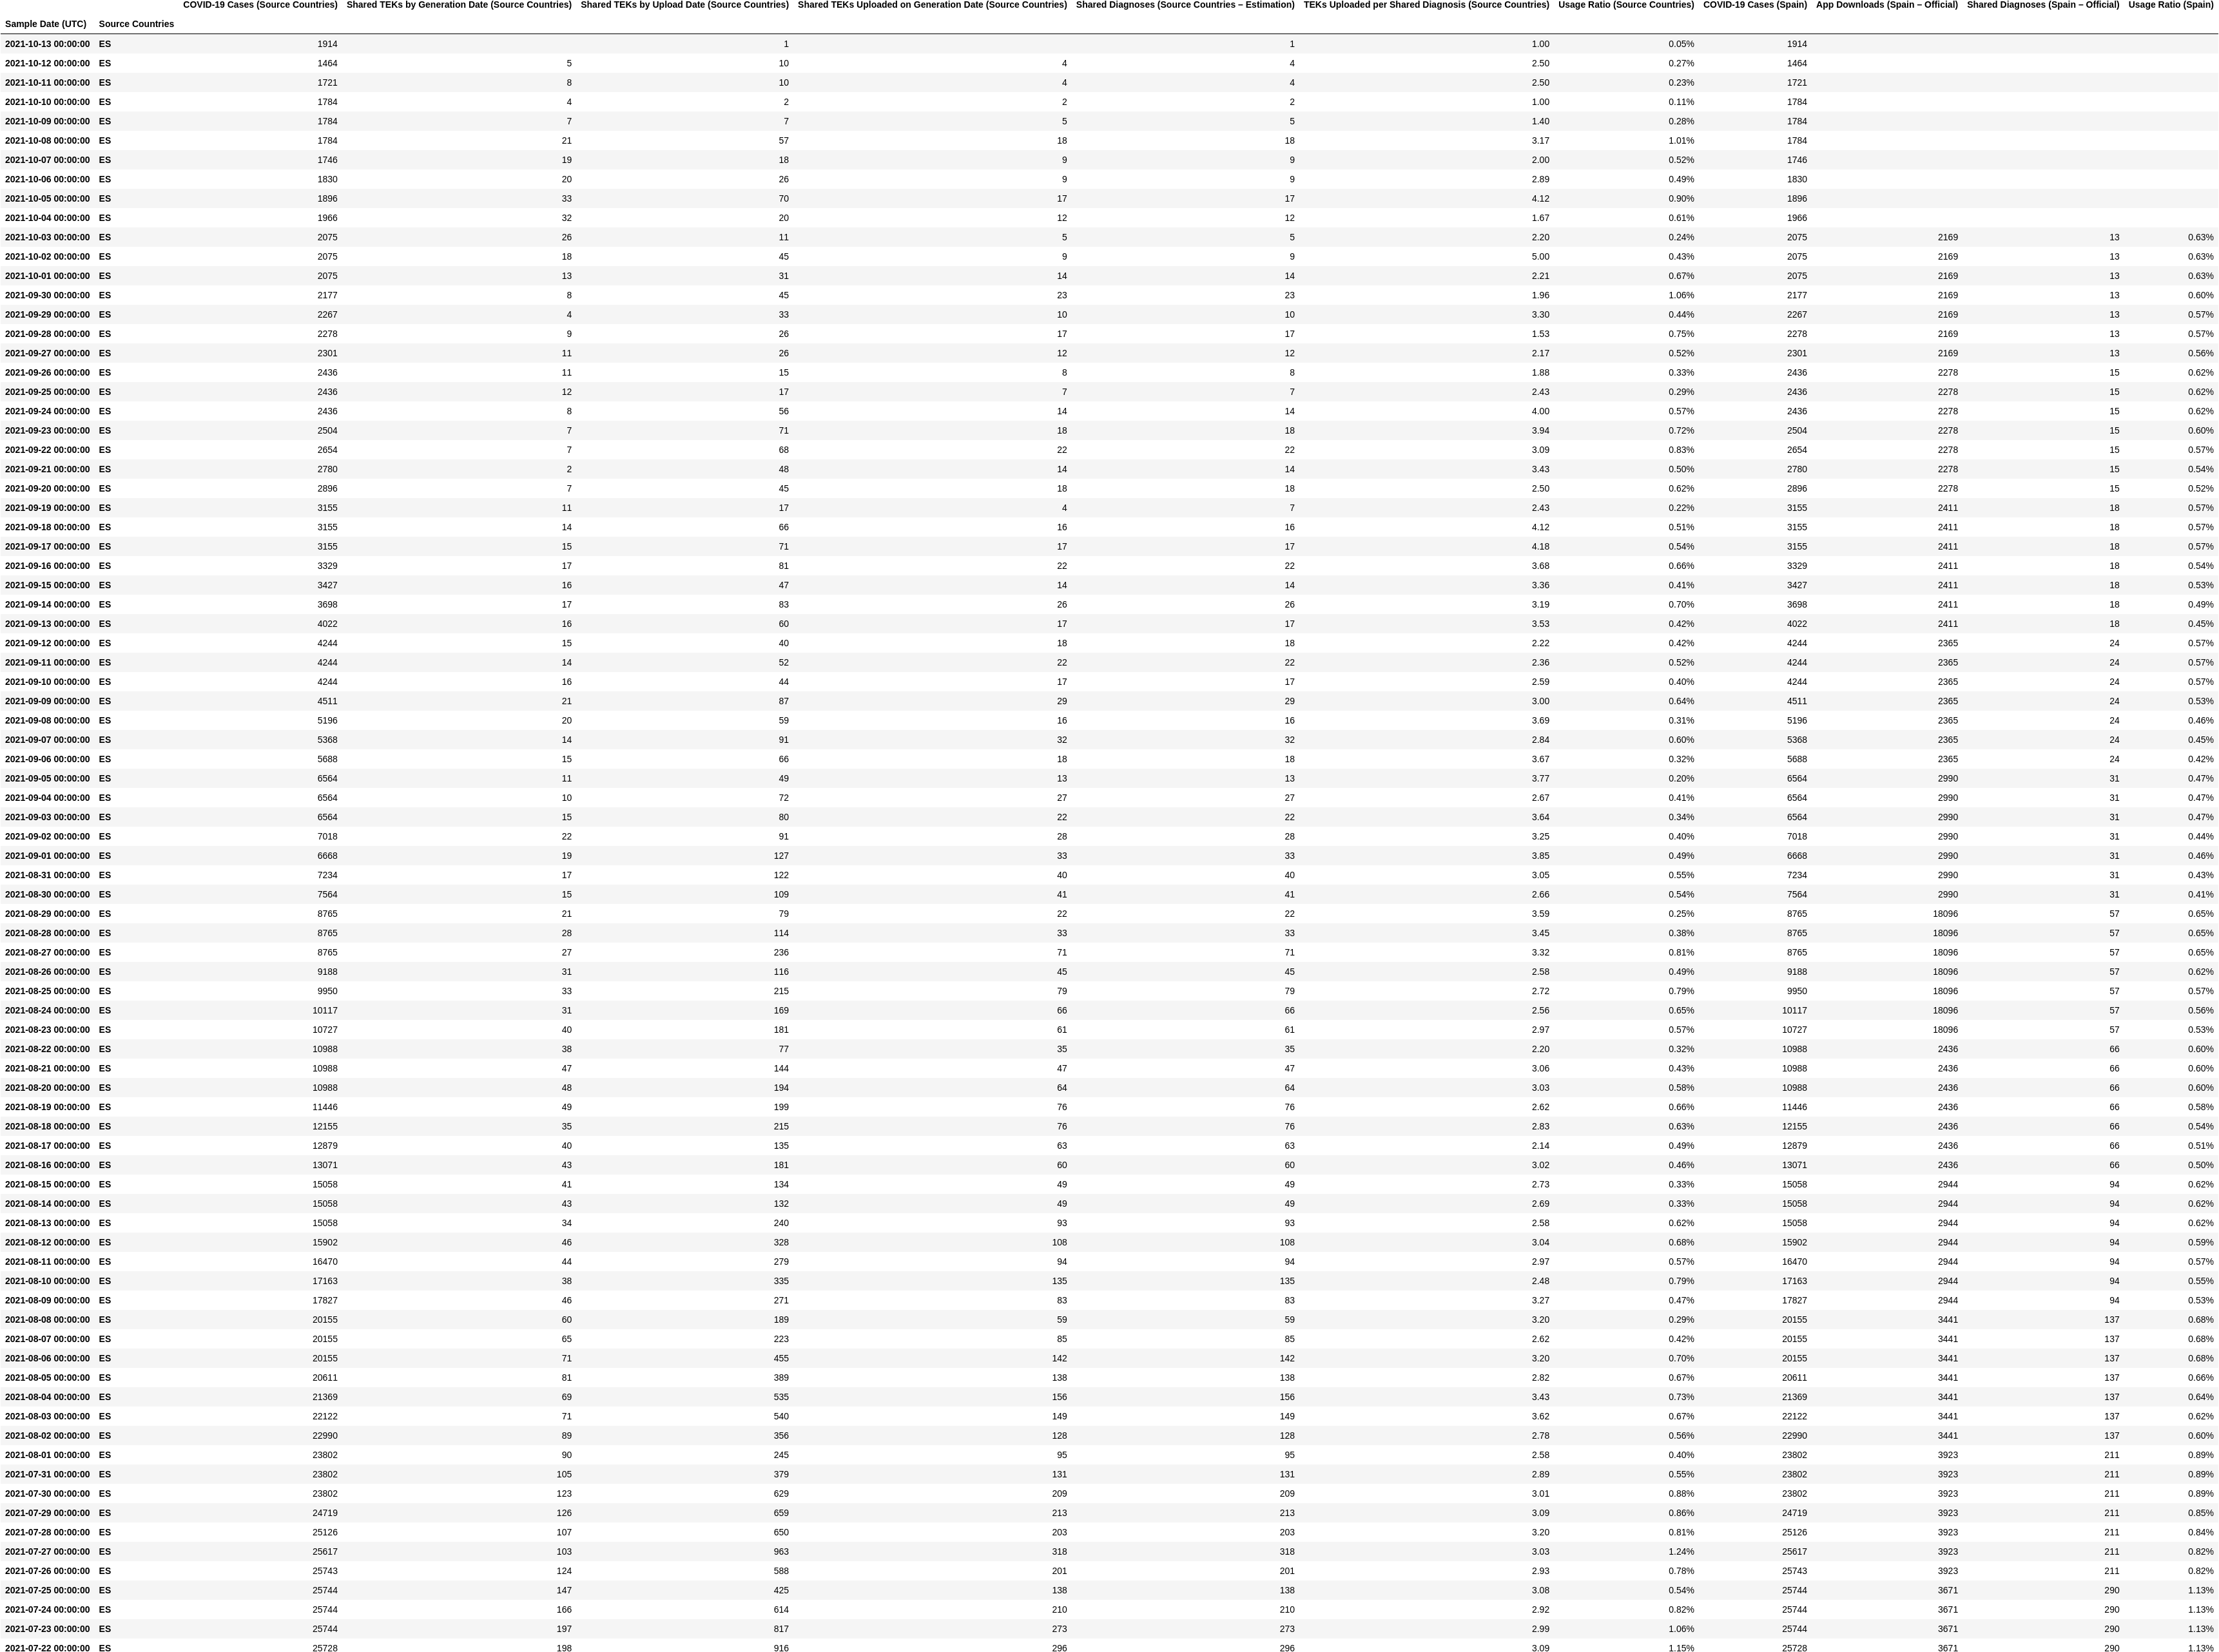 COVID-19 Cases (Source Countries) Shared TEKs by Generation Date (Source Countries) Shared TEKs by Upload Date (Source Countries) Shared TEKs Uploaded on Generation Date (Source Countries) Shared Diagnoses (Source Countries – Estimation) TEKs Uploaded per Shared Diagnosis (Source Countries) Usage Ratio (Source Countries) COVID-19 Cases (Spain) App Downloads (Spain – Official) Shared Diagnoses (Spain – Official) Usage Ratio (Spain)
Sample Date (UTC) Source Countries
2021-10-13 00:00:00 ES 1914 1 1 1.00 0.05% 1914
2021-10-12 00:00:00 ES 1464 5 10 4 4 2.50 0.27% 1464
2021-10-11 00:00:00 ES 1721 8 10 4 4 2.50 0.23% 1721
2021-10-10 00:00:00 ES 1784 4 2 2 2 1.00 0.11% 1784
2021-10-09 00:00:00 ES 1784 7 7 5 5 1.40 0.28% 1784
2021-10-08 00:00:00 ES 1784 21 57 18 18 3.17 1.01% 1784
2021-10-07 00:00:00 ES 1746 19 18 9 9 2.00 0.52% 1746
2021-10-06 00:00:00 ES 1830 20 26 9 9 2.89 0.49% 1830
2021-10-05 00:00:00 ES 1896 33 70 17 17 4.12 0.90% 1896
2021-10-04 00:00:00 ES 1966 32 20 12 12 1.67 0.61% 1966
2021-10-03 00:00:00 ES 2075 26 11 5 5 2.20 0.24% 2075 2169 13 0.63%
2021-10-02 00:00:00 ES 2075 18 45 9 9 5.00 0.43% 2075 2169 13 0.63%
2021-10-01 00:00:00 ES 2075 13 31 14 14 2.21 0.67% 2075 2169 13 0.63%
2021-09-30 00:00:00 ES 2177 8 45 23 23 1.96 1.06% 2177 2169 13 0.60%
2021-09-29 00:00:00 ES 2267 4 33 10 10 3.30 0.44% 2267 2169 13 0.57%
2021-09-28 00:00:00 ES 2278 9 26 17 17 1.53 0.75% 2278 2169 13 0.57%
2021-09-27 00:00:00 ES 2301 11 26 12 12 2.17 0.52% 2301 2169 13 0.56%
2021-09-26 00:00:00 ES 2436 11 15 8 8 1.88 0.33% 2436 2278 15 0.62%
2021-09-25 00:00:00 ES 2436 12 17 7 7 2.43 0.29% 2436 2278 15 0.62%
2021-09-24 00:00:00 ES 2436 8 56 14 14 4.00 0.57% 2436 2278 15 0.62%
2021-09-23 00:00:00 ES 2504 7 71 18 18 3.94 0.72% 2504 2278 15 0.60%
2021-09-22 00:00:00 ES 2654 7 68 22 22 3.09 0.83% 2654 2278 15 0.57%
2021-09-21 00:00:00 ES 2780 2 48 14 14 3.43 0.50% 2780 2278 15 0.54%
2021-09-20 00:00:00 ES 2896 7 45 18 18 2.50 0.62% 2896 2278 15 0.52%
2021-09-19 00:00:00 ES 3155 11 17 4 7 2.43 0.22% 3155 2411 18 0.57%
2021-09-18 00:00:00 ES 3155 14 66 16 16 4.12 0.51% 3155 2411 18 0.57%
2021-09-17 00:00:00 ES 3155 15 71 17 17 4.18 0.54% 3155 2411 18 0.57%
2021-09-16 00:00:00 ES 3329 17 81 22 22 3.68 0.66% 3329 2411 18 0.54%
2021-09-15 00:00:00 ES 3427 16 47 14 14 3.36 0.41% 3427 2411 18 0.53%
2021-09-14 00:00:00 ES 3698 17 83 26 26 3.19 0.70% 3698 2411 18 0.49%
2021-09-13 00:00:00 ES 4022 16 60 17 17 3.53 0.42% 4022 2411 18 0.45%
2021-09-12 00:00:00 ES 4244 15 40 18 18 2.22 0.42% 4244 2365 24 0.57%
2021-09-11 00:00:00 ES 4244 14 52 22 22 2.36 0.52% 4244 2365 24 0.57%
2021-09-10 00:00:00 ES 4244 16 44 17 17 2.59 0.40% 4244 2365 24 0.57%
2021-09-09 00:00:00 ES 4511 21 87 29 29 3.00 0.64% 4511 2365 24 0.53%
2021-09-08 00:00:00 ES 5196 20 59 16 16 3.69 0.31% 5196 2365 24 0.46%
2021-09-07 00:00:00 ES 5368 14 91 32 32 2.84 0.60% 5368 2365 24 0.45%
2021-09-06 00:00:00 ES 5688 15 66 18 18 3.67 0.32% 5688 2365 24 0.42%
2021-09-05 00:00:00 ES 6564 11 49 13 13 3.77 0.20% 6564 2990 31 0.47%
2021-09-04 00:00:00 ES 6564 10 72 27 27 2.67 0.41% 6564 2990 31 0.47%
2021-09-03 00:00:00 ES 6564 15 80 22 22 3.64 0.34% 6564 2990 31 0.47%
2021-09-02 00:00:00 ES 7018 22 91 28 28 3.25 0.40% 7018 2990 31 0.44%
2021-09-01 00:00:00 ES 6668 19 127 33 33 3.85 0.49% 6668 2990 31 0.46%
2021-08-31 00:00:00 ES 7234 17 122 40 40 3.05 0.55% 7234 2990 31 0.43%
2021-08-30 00:00:00 ES 7564 15 109 41 41 2.66 0.54% 7564 2990 31 0.41%
2021-08-29 00:00:00 ES 8765 21 79 22 22 3.59 0.25% 8765 18096 57 0.65%
2021-08-28 00:00:00 ES 8765 28 114 33 33 3.45 0.38% 8765 18096 57 0.65%
2021-08-27 00:00:00 ES 8765 27 236 71 71 3.32 0.81% 8765 18096 57 0.65%
2021-08-26 00:00:00 ES 9188 31 116 45 45 2.58 0.49% 9188 18096 57 0.62%
2021-08-25 00:00:00 ES 9950 33 215 79 79 2.72 0.79% 9950 18096 57 0.57%
2021-08-24 00:00:00 ES 10117 31 169 66 66 2.56 0.65% 10117 18096 57 0.56%
2021-08-23 00:00:00 ES 10727 40 181 61 61 2.97 0.57% 10727 18096 57 0.53%
2021-08-22 00:00:00 ES 10988 38 77 35 35 2.20 0.32% 10988 2436 66 0.60%
2021-08-21 00:00:00 ES 10988 47 144 47 47 3.06 0.43% 10988 2436 66 0.60%
2021-08-20 00:00:00 ES 10988 48 194 64 64 3.03 0.58% 10988 2436 66 0.60%
2021-08-19 00:00:00 ES 11446 49 199 76 76 2.62 0.66% 11446 2436 66 0.58%
2021-08-18 00:00:00 ES 12155 35 215 76 76 2.83 0.63% 12155 2436 66 0.54%
2021-08-17 00:00:00 ES 12879 40 135 63 63 2.14 0.49% 12879 2436 66 0.51%
2021-08-16 00:00:00 ES 13071 43 181 60 60 3.02 0.46% 13071 2436 66 0.50%
2021-08-15 00:00:00 ES 15058 41 134 49 49 2.73 0.33% 15058 2944 94 0.62%
2021-08-14 00:00:00 ES 15058 43 132 49 49 2.69 0.33% 15058 2944 94 0.62%
2021-08-13 00:00:00 ES 15058 34 240 93 93 2.58 0.62% 15058 2944 94 0.62%
2021-08-12 00:00:00 ES 15902 46 328 108 108 3.04 0.68% 15902 2944 94 0.59%
2021-08-11 00:00:00 ES 16470 44 279 94 94 2.97 0.57% 16470 2944 94 0.57%
2021-08-10 00:00:00 ES 17163 38 335 135 135 2.48 0.79% 17163 2944 94 0.55%
2021-08-09 00:00:00 ES 17827 46 271 83 83 3.27 0.47% 17827 2944 94 0.53%
2021-08-08 00:00:00 ES 20155 60 189 59 59 3.20 0.29% 20155 3441 137 0.68%
2021-08-07 00:00:00 ES 20155 65 223 85 85 2.62 0.42% 20155 3441 137 0.68%
2021-08-06 00:00:00 ES 20155 71 455 142 142 3.20 0.70% 20155 3441 137 0.68%
2021-08-05 00:00:00 ES 20611 81 389 138 138 2.82 0.67% 20611 3441 137 0.66%
2021-08-04 00:00:00 ES 21369 69 535 156 156 3.43 0.73% 21369 3441 137 0.64%
2021-08-03 00:00:00 ES 22122 71 540 149 149 3.62 0.67% 22122 3441 137 0.62%
2021-08-02 00:00:00 ES 22990 89 356 128 128 2.78 0.56% 22990 3441 137 0.60%
2021-08-01 00:00:00 ES 23802 90 245 95 95 2.58 0.40% 23802 3923 211 0.89%
2021-07-31 00:00:00 ES 23802 105 379 131 131 2.89 0.55% 23802 3923 211 0.89%
2021-07-30 00:00:00 ES 23802 123 629 209 209 3.01 0.88% 23802 3923 211 0.89%
2021-07-29 00:00:00 ES 24719 126 659 213 213 3.09 0.86% 24719 3923 211 0.85%
2021-07-28 00:00:00 ES 25126 107 650 203 203 3.20 0.81% 25126 3923 211 0.84%
2021-07-27 00:00:00 ES 25617 103 963 318 318 3.03 1.24% 25617 3923 211 0.82%
2021-07-26 00:00:00 ES 25743 124 588 201 201 2.93 0.78% 25743 3923 211 0.82%
2021-07-25 00:00:00 ES 25744 147 425 138 138 3.08 0.54% 25744 3671 290 1.13%
2021-07-24 00:00:00 ES 25744 166 614 210 210 2.92 0.82% 25744 3671 290 1.13%
2021-07-23 00:00:00 ES 25744 197 817 273 273 2.99 1.06% 25744 3671 290 1.13%
2021-07-22 00:00:00 ES 25728 198 916 296 296 3.09 1.15% 25728 3671 290 1.13%